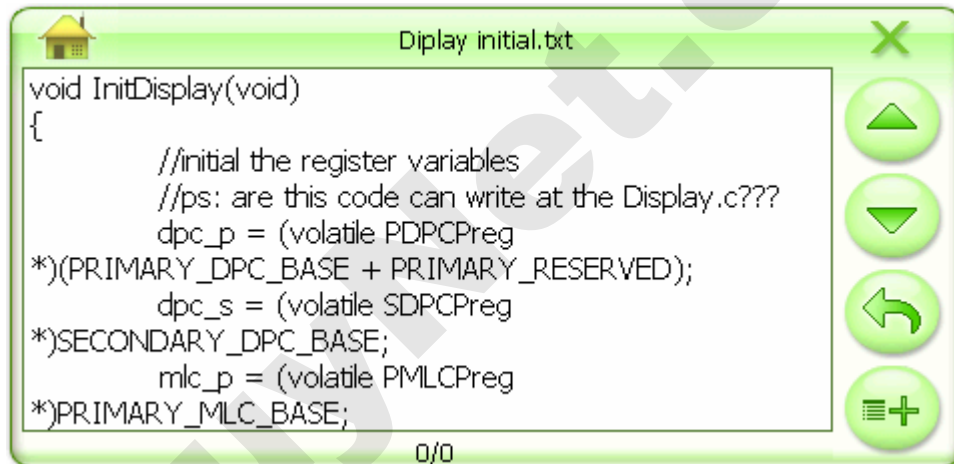 Diplay initial.txt
void InitDisplay(void)
{
//initial the register variables
//ps: are this code can write at the Display.c???
dpc_p = (volatile PDPCPreg
*)(PRIMARY_DPC_BASE + PRIMARY_RESERVED);
dpc_s = (volatile SDPCPreg
*)SECONDARY_DPC_BASE;
mlc_p = (volatile PMLCPreg
*)PRIMARY_MLC_BASE;
0/0